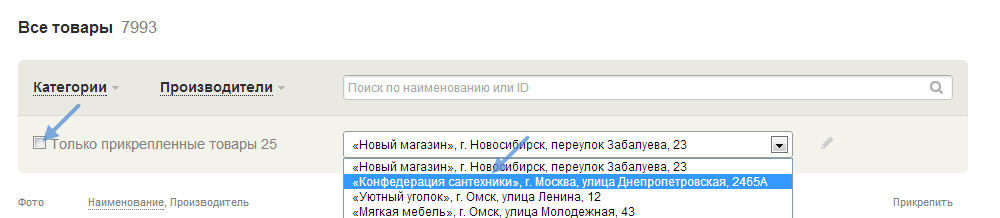 Все товары 7993
Категории Производители Поиск по наименованию или ID
Только прикрепленные товары 25 «Новый магазин», г. Новосибирск, переулок Забалуева, 23
«Новый магазин», г. Новосибирск, переулок Забалуева, 23
«Конфедерация сантехники», г. Москва, улица Днепропетровская, 2465А
«Уютный уголок», г. Омск, улица Ленина, 12
«Мягкая мебель», г. Омск, улица Молодежная, 43
Фото Наименование, Производитель Прикрепить